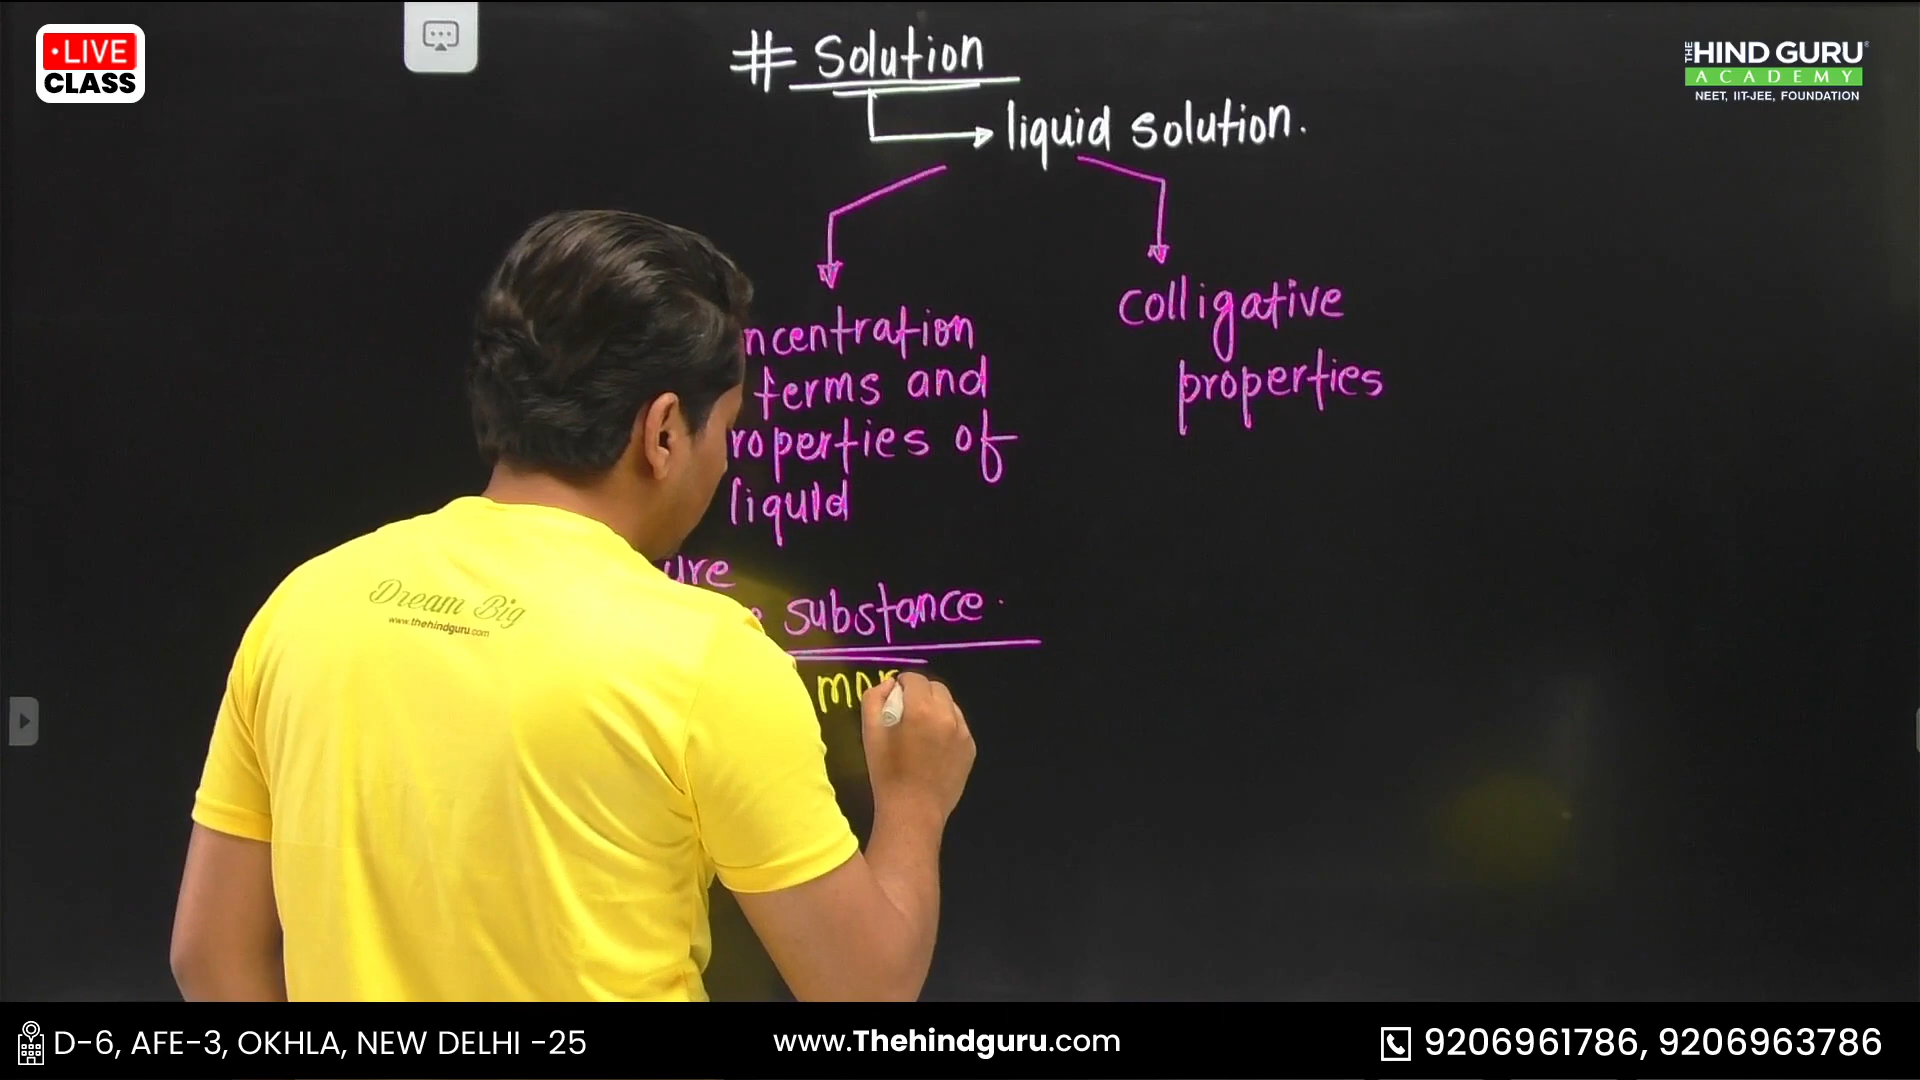 LIVE
CLASS
# Solution
THE HIND GURU
ACADEMY
NEET, IIT-JEE, FOUNDATION
liquid solution.
ncentration
terms and
roperties of
liquid
colligative
properties
ure
substance.
mor
Dream Big
www.thehindguru.com
D-6, AFE-3, OKHLA, NEW DELHI -25
www.Thehindguru.com
9206961786, 9206963786